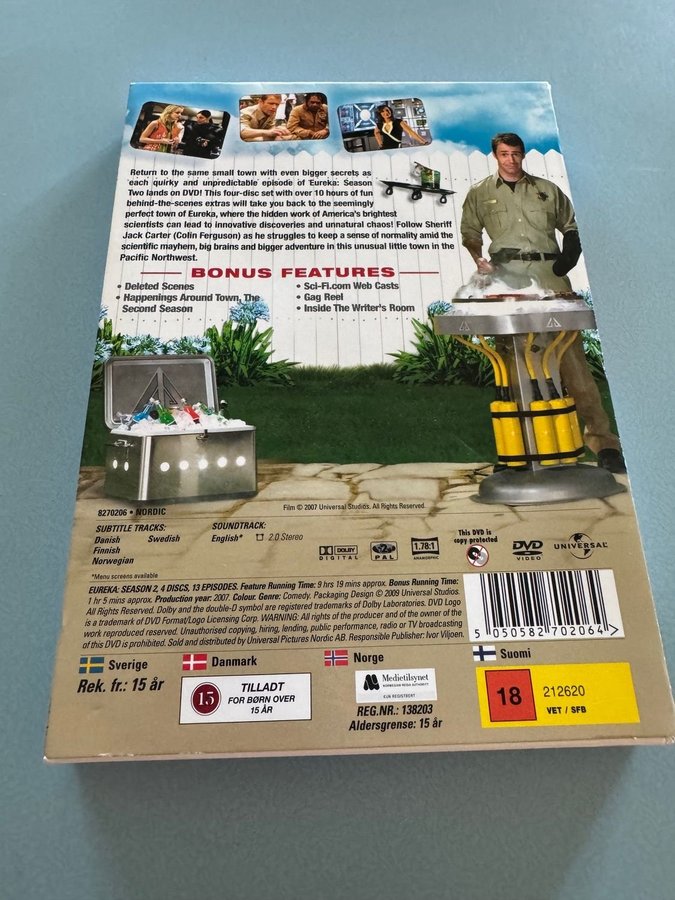 Return to the same small town with even bigger secrets as
each quirky and unpredictable episode of Eureka: Season
Two lands on DVD! This four-disc set with over 10 hours of fun
behind-the-scenes extras will take you back to the seemingly
perfect town of Eureka, where the hidden work of America's brightest
scientists can lead to innovative discoveries and unnatural chaos! Follow Sheriff
Jack Carter (Colin Ferguson) as he struggles to keep a sense of normality amid the
scientific mayhem, big brains and bigger adventure in this unusual little town in the
Pacific Northwest.
BONUS FEATURES
• Deleted Scenes
• Happenings Around Town, The
Second Season
• Sci-Fi.com Web Casts
• Gag Reel
• Inside The Writer's Room
Film © 2007 Universal Studios. All Rights Reserved.
8270206 • NORDIC
SUBTITLE TRACKS:
Danish Swedish
Finnish
Norwegian
SOUNDTRACK:
English* 2.0 Stereo
*Menu screens available
DOLBY
DIGITAL
PAL
1.78:1
ANAMORPHIC
This DVD is
copy protected
DVD
VIDEO
UNIVERSAL
EUREKA: SEASON 2, 4 DISCS, 13 EPISODES. Feature Running Time: 9 hrs 19 mins approx. Bonus Running Time:
1 hr 5 mins approx. Production year: 2007. Colour. Genre: Comedy. Packaging Design © 2009 Universal Studios.
All Rights Reserved. Dolby and the double-D symbol are registered trademarks of Dolby Laboratories. DVD Logo
is a trademark of DVD Format/Logo Licensing Corp. WARNING: All rights of the producer and of the owner of the
work reserved. Unauthorised copying, hiring, lending, public performance, radio or TV broadcasting
of this DVD is prohibited. Sold and distributed by Universal Pictures Nordic AB. Responsible Publisher: Ivor Viljoen.
5 050582 702064 >
Sverige
Rek. fr.: 15 år
Danmark
15
TILLADT
FOR BØRN OVER
15 ÅR
Norge
Medietilsynet
NORWEGIAN MEDIA AUTHORITY
KUN REGISTRERT
REG.NR.: 138203
Aldersgrense: 15 år
Suomi
18
212620
VET / SFB